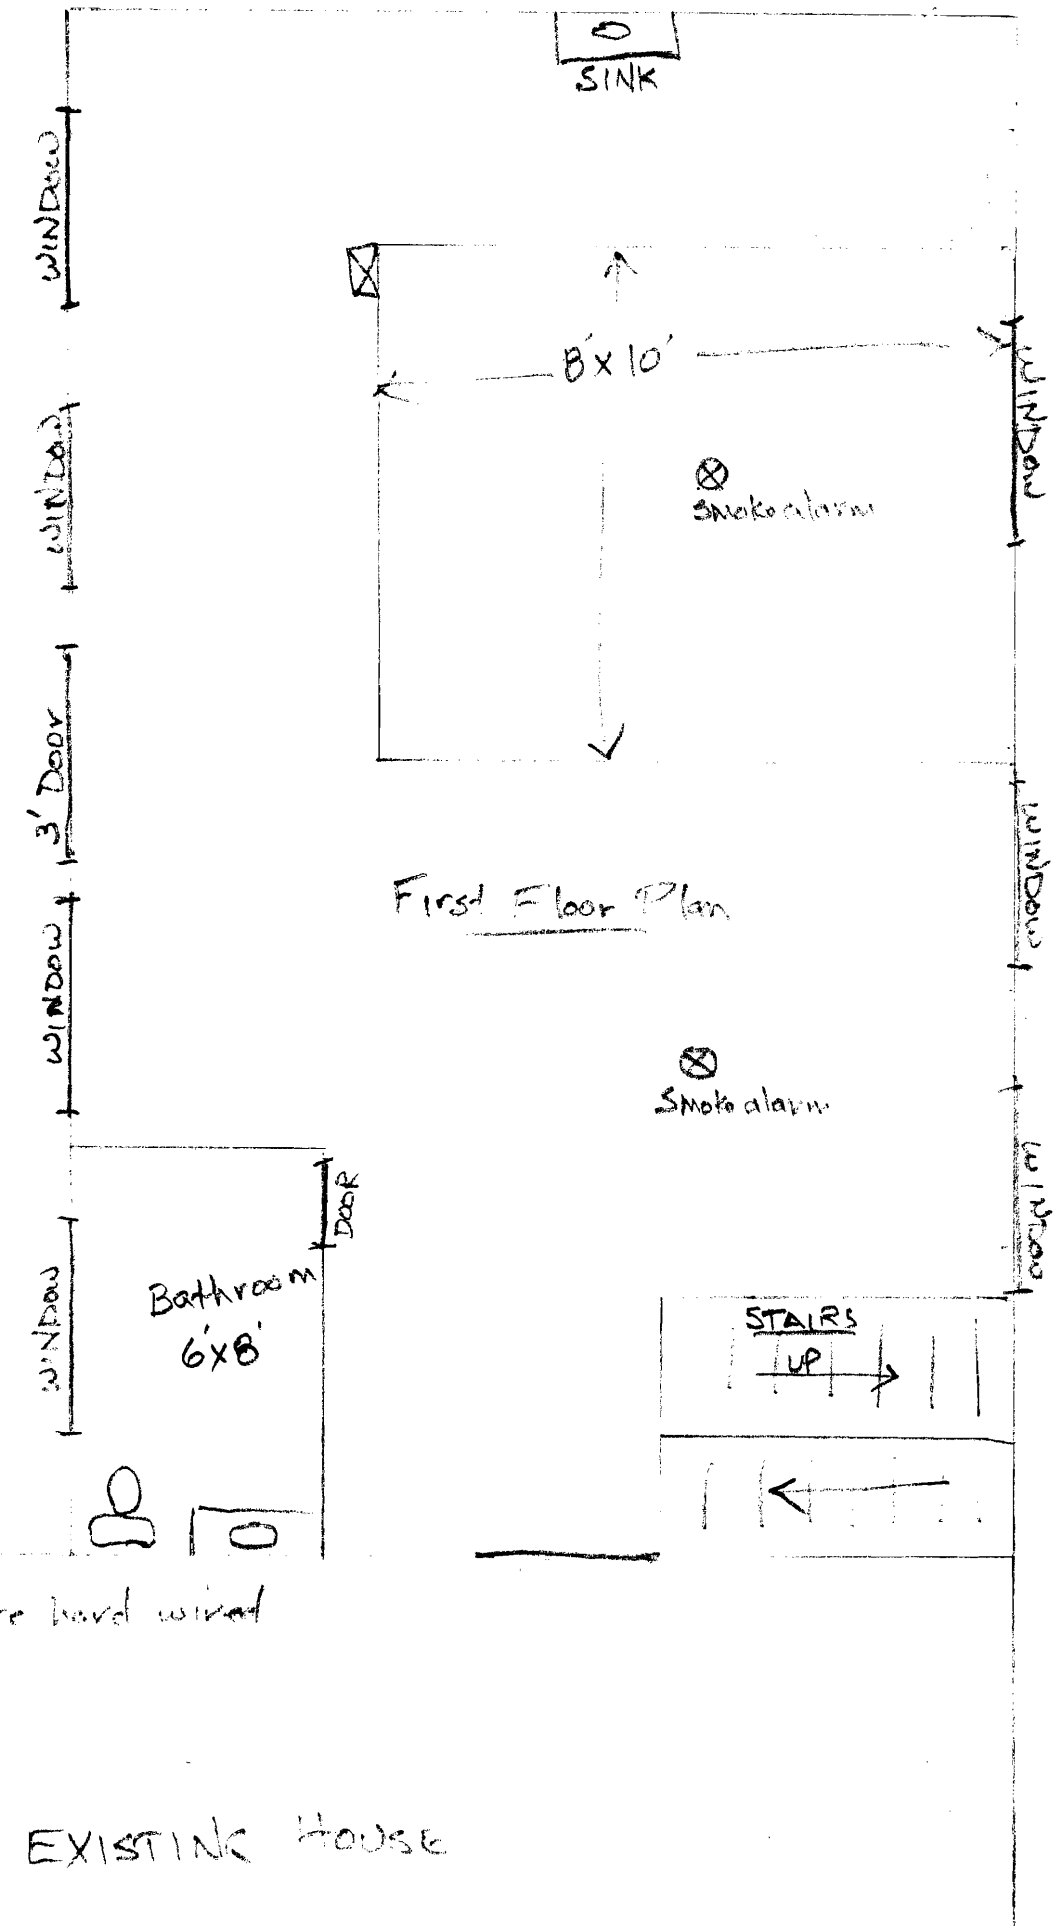 SINK
WINDOW
8'X10'
WINDOW
WINDOW
Smoke alarm
3' Door
WINDOW
First Floor Plan
WINDOW
Smoke alarm
DOOR
WINDOW
Bathroom
6'X8'
WINDOW
STAIRS
UP
hard wired
EXISTING HOUSE